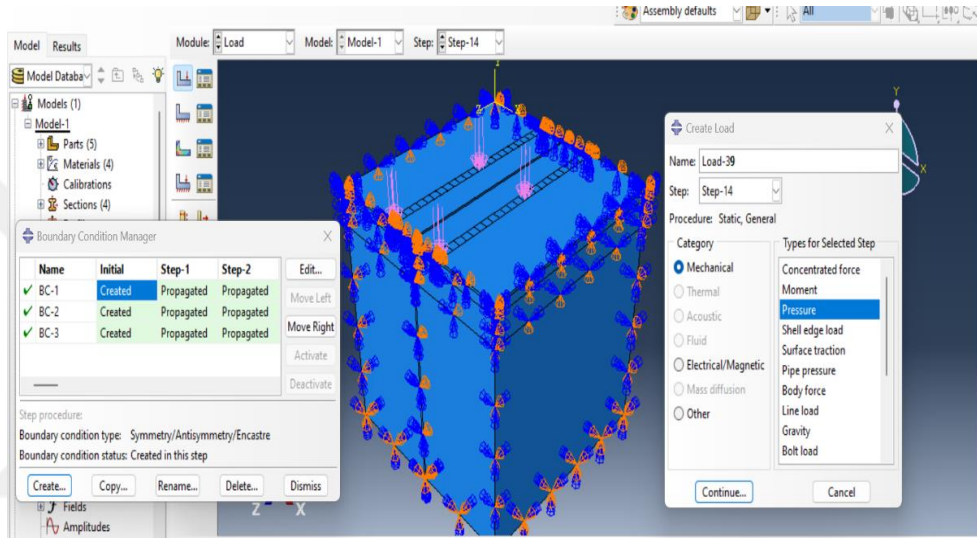 Assembly defaults
All
Model Results
Module: Load Model: Model-1 Step: Step-14
Model Databa
Models (1)
Model-1
Parts (5)
Materials (4)
Calibrations
Sections (4)
Boundary Condition Manager
Name Initial Step-1 Step-2
BC-1 Created Propagated Propagated
BC-2 Created Propagated Propagated
BC-3 Created Propagated Propagated
Edit...
Move Left
Move Right
Activate
Deactivate
Step procedure:
Boundary condition type: Symmetry/Antisymmetry/Encastre
Boundary condition status: Created in this step
Create... Copy... Rename... Delete... Dismiss
Fields
Amplitudes
Z X
Y
X
Create Load
Name: Load-39
Step: Step-14
Procedure: Static, General
Category
Mechanical
Thermal
Acoustic
Fluid
Electrical/Magnetic
Mass diffusion
Other
Types for Selected Step
Concentrated force
Moment
Pressure
Shell edge load
Surface traction
Pipe pressure
Body force
Line load
Gravity
Bolt load
Continue... Cancel